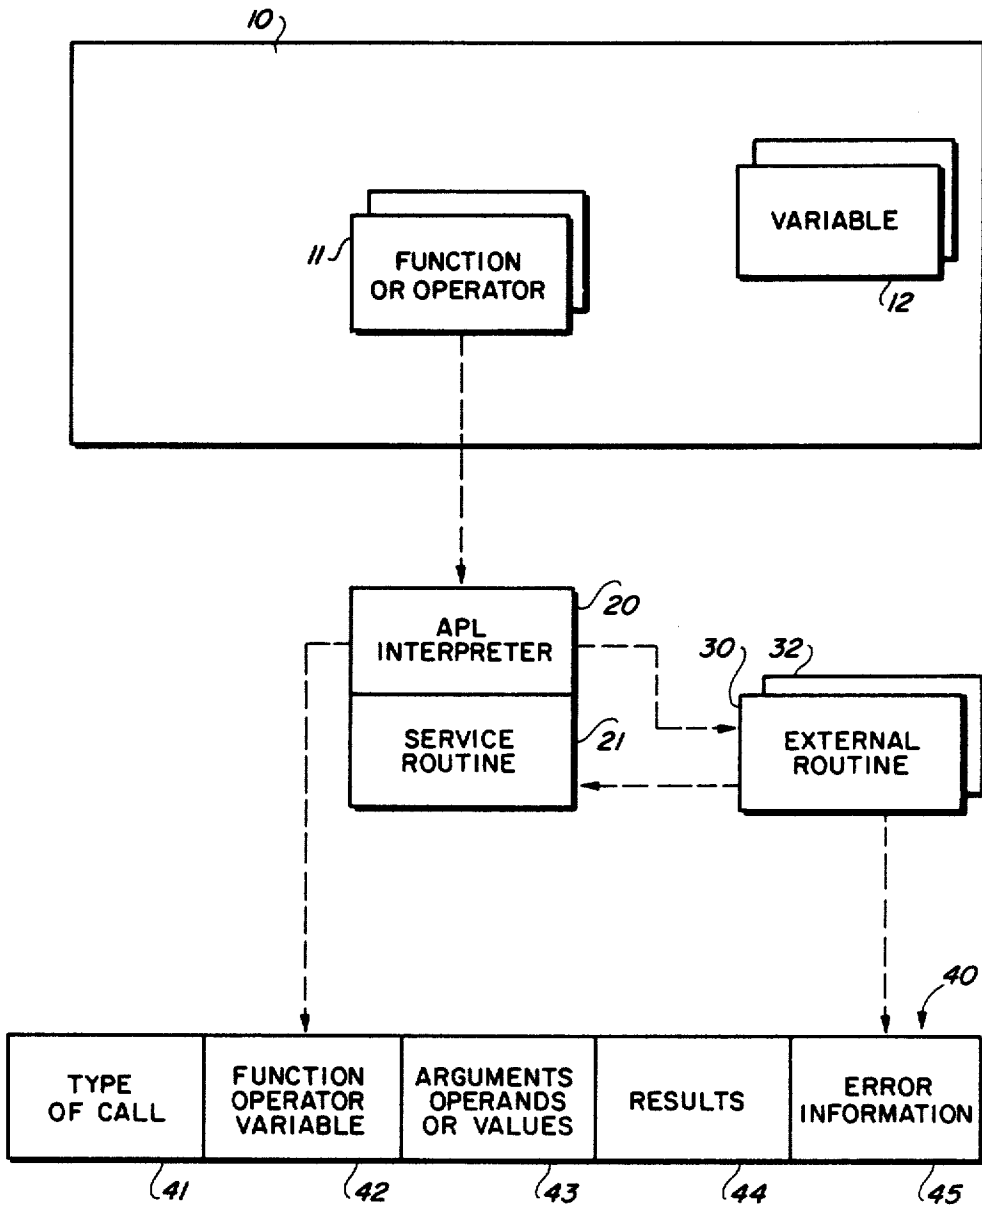 10
VARIABLE
12
11
FUNCTION
OR OPERATOR
20
APL
INTERPRETER
30
32
SERVICE
ROUTINE
21
EXTERNAL
ROUTINE
40
TYPE
OF CALL
FUNCTION
OPERATOR
VARIABLE
ARGUMENTS
OPERANDS
OR VALUES
RESULTS
ERROR
INFORMATION
41
42
43
44
45